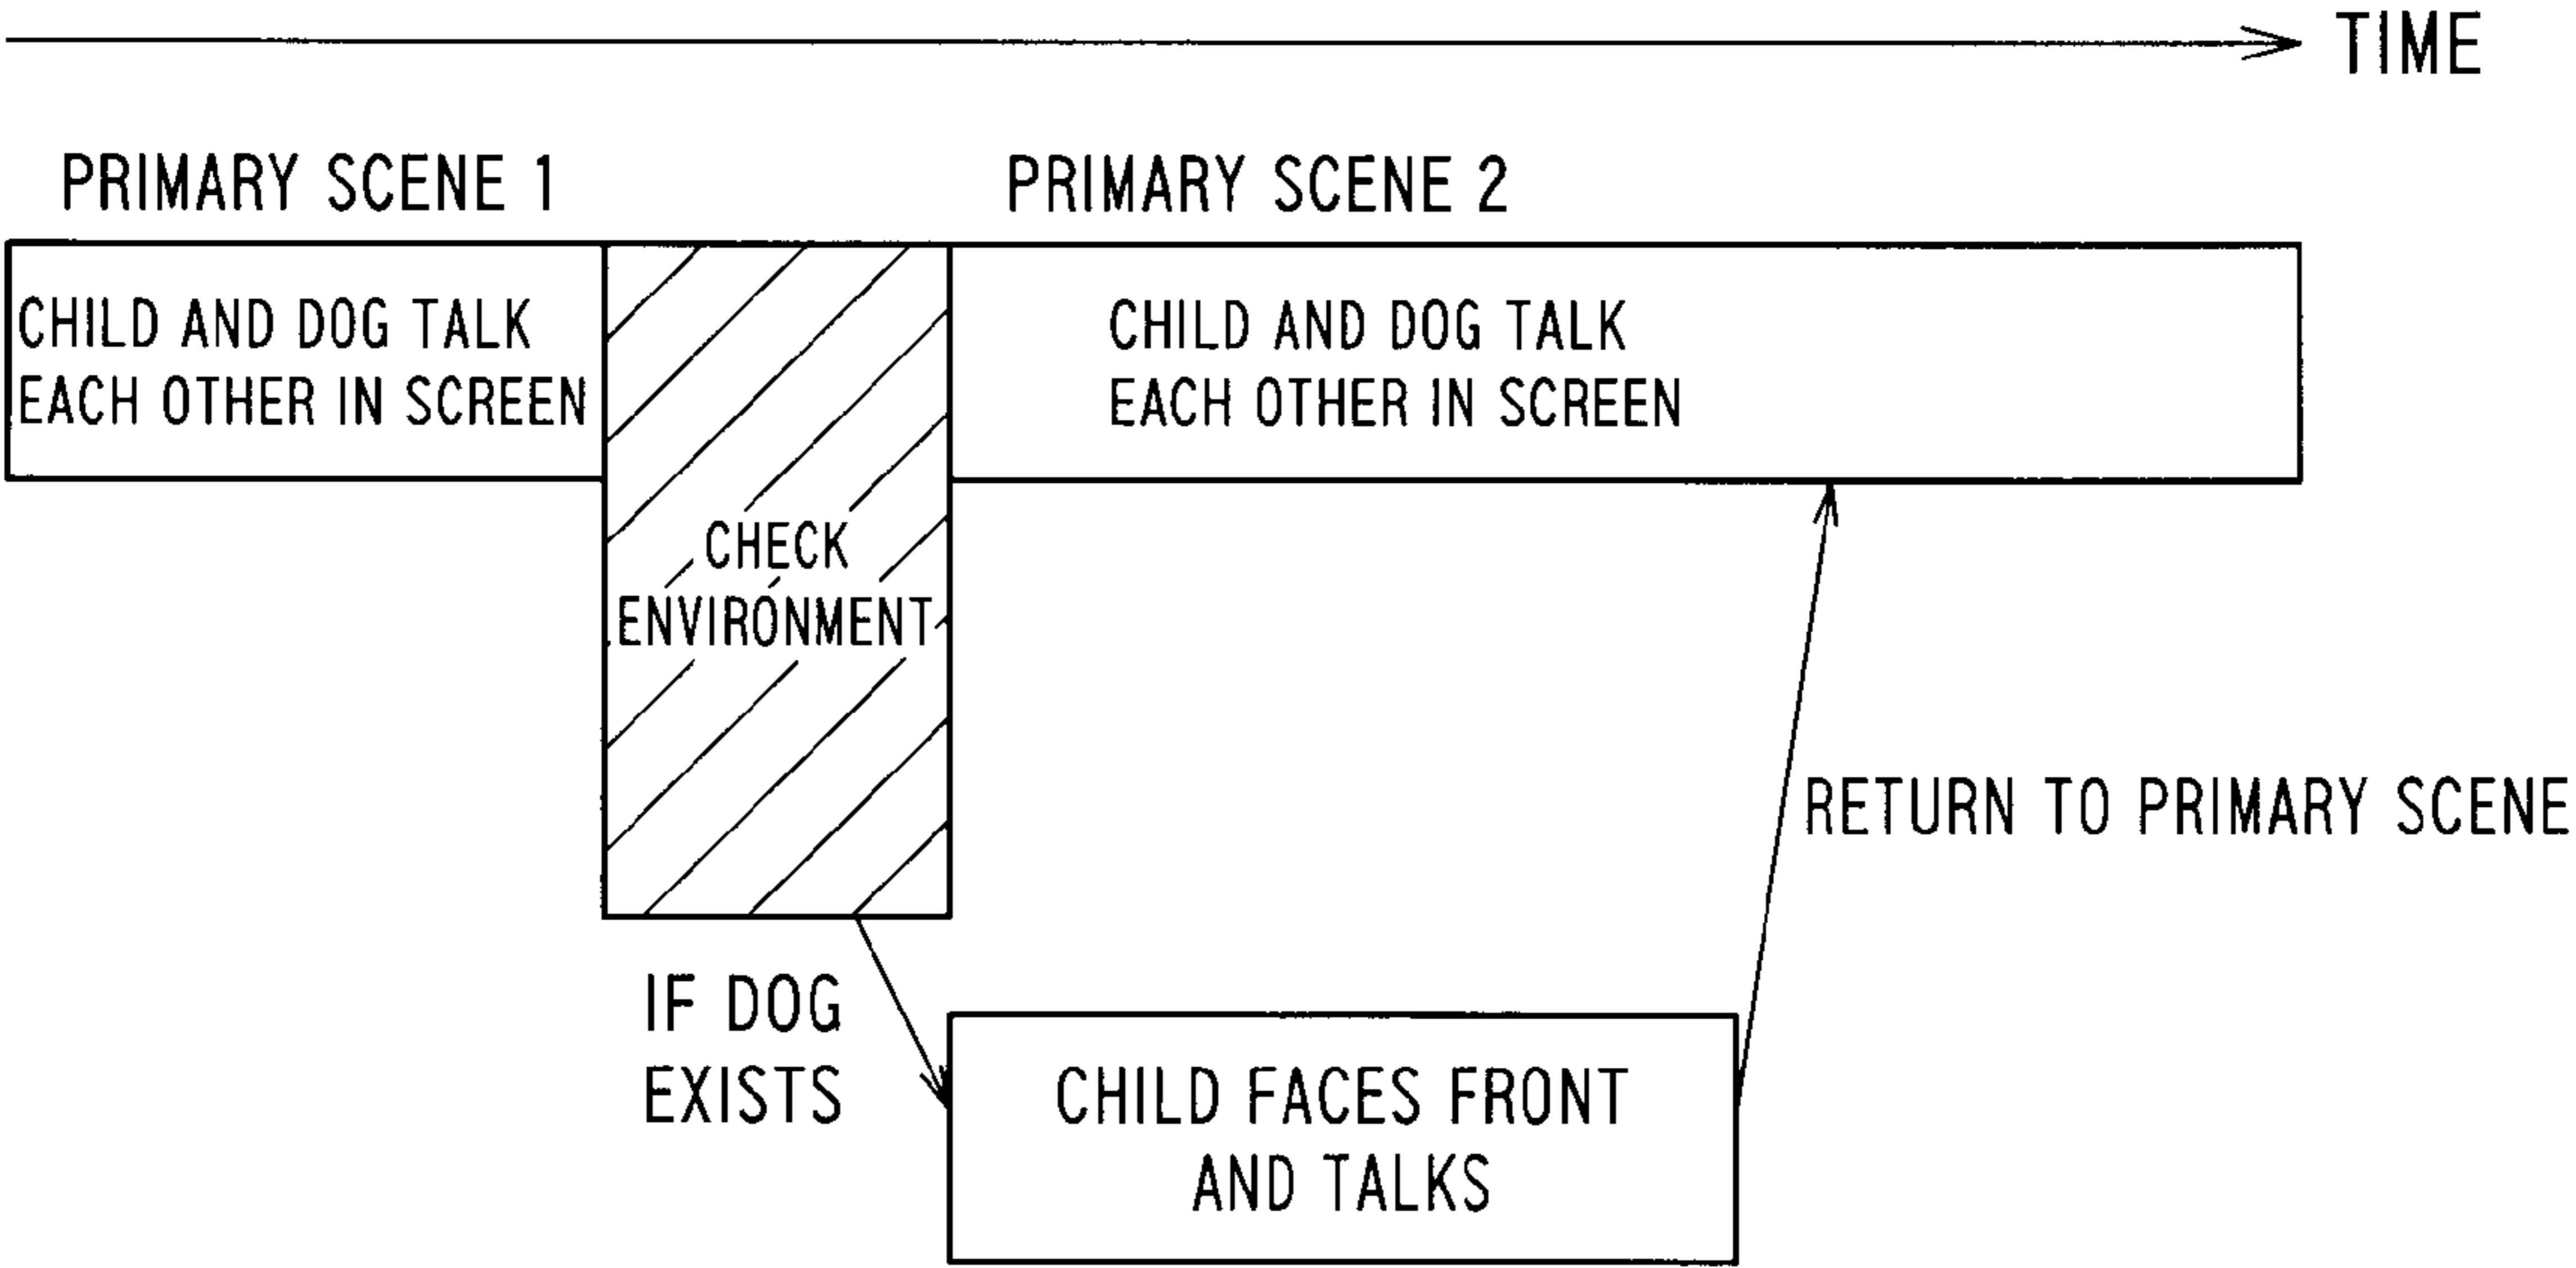 TIME
PRIMARY SCENE 1
PRIMARY SCENE 2
CHILD AND DOG TALK
EACH OTHER IN SCREEN
CHILD AND DOG TALK
EACH OTHER IN SCREEN
CHECK
ENVIRONMENT
RETURN TO PRIMARY SCENE
IF DOG
EXISTS
CHILD FACES FRONT
AND TALKS